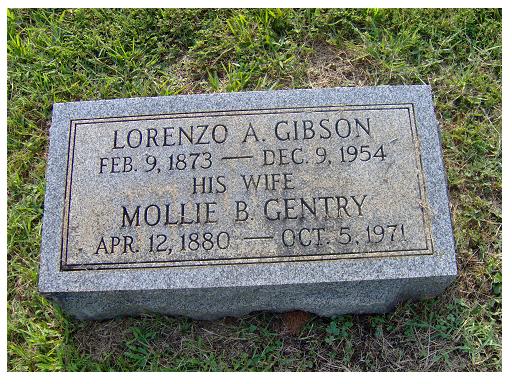 LORENZO A. GIBSON
FEB. 9, 1873 — DEC. 9, 1954
HIS WIFE
MOLLIE B. GENTRY
APR. 12, 1880 — OCT. 5, 1971